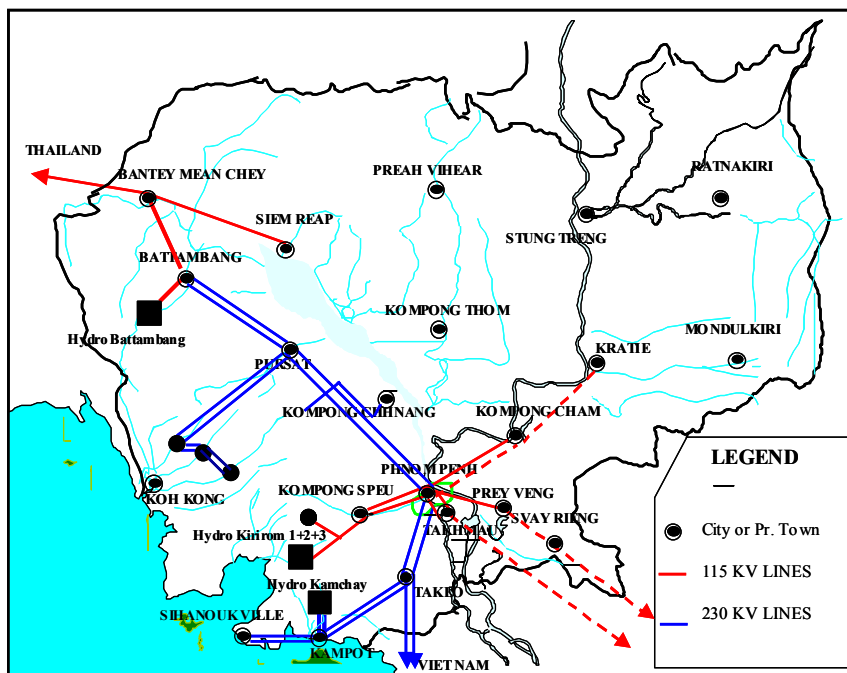 THAILAND
BANTEY MEAN CHEY
PREAH VIHEAR
RATNAKIRI
SIEM REAP
STUNG TRENG
BATTAMBANG
KOMPONG THOM
Hydro Battambang
MONDULKIRI
KRATIE
PURSAT
KOMPONG CHHNANG
KOMPONG CHAM
LEGEND
PHNOM PENH
KOMPONG SPEU
PREY VENG
KOH KONG
SVAY RIENG
TAKHMAU
City or Pr. Town
Hydro Kirirom 1+2+3
115 KV LINES
Hydro Kamchay
TAKEO
SIHANOUKVILLE
230 KV LINES
KAMPOT
VIET NAM